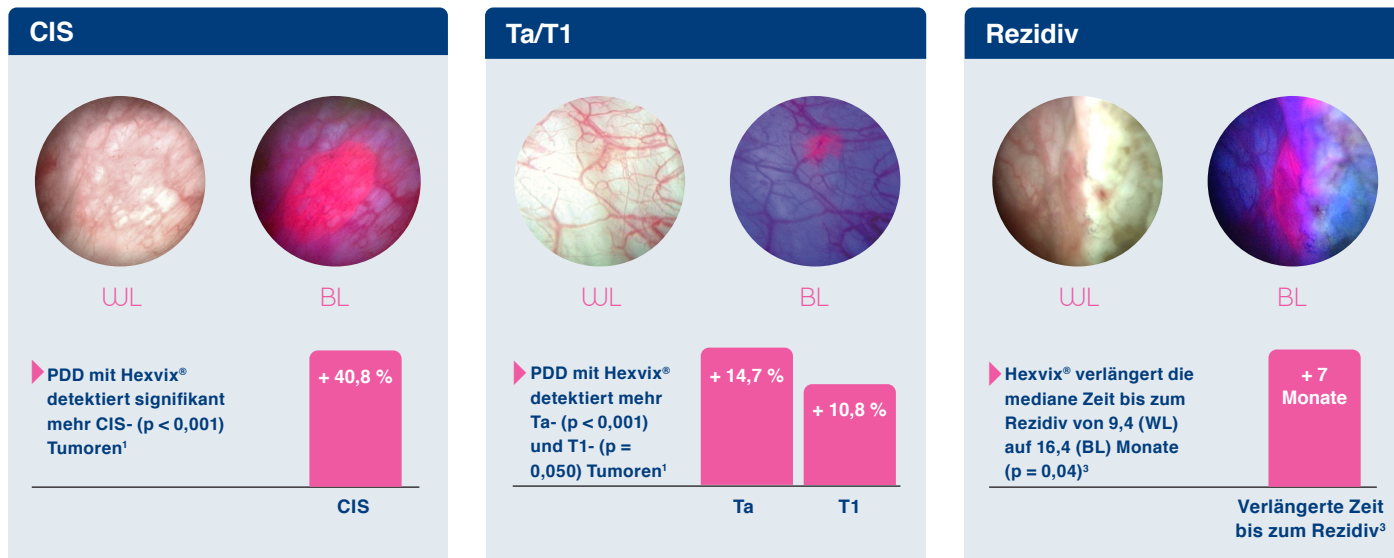 CIS
WL
BL
PDD mit Hexvix®
detektiert signifikant
mehr CIS- (p < 0,001)
Tumoren¹
+ 40,8 %
CIS
Ta/T1
WL
BL
PDD mit Hexvix®
detektiert mehr
Ta- (p < 0,001)
und T1- (p =
0,050) Tumoren¹
+ 14,7 %
+ 10,8 %
Ta
T1
Rezidiv
WL
BL
Hexvix® verlängert die
mediane Zeit bis zum
Rezidiv von 9,4 (WL)
auf 16,4 (BL) Monate
(p = 0,04)³
+ 7
Monate
Verlängerte Zeit
bis zum Rezidiv³